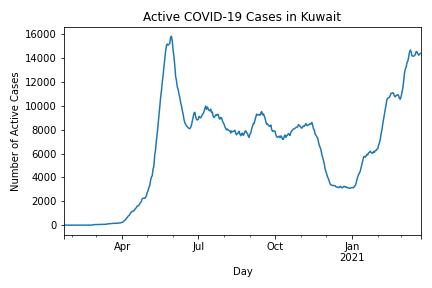 Active COVID-19 Cases in Kuwait
Number of Active Cases
16000
14000
12000
10000
8000
6000
4000
2000
0
Apr
Jul
Oct
Jan
2021
Day